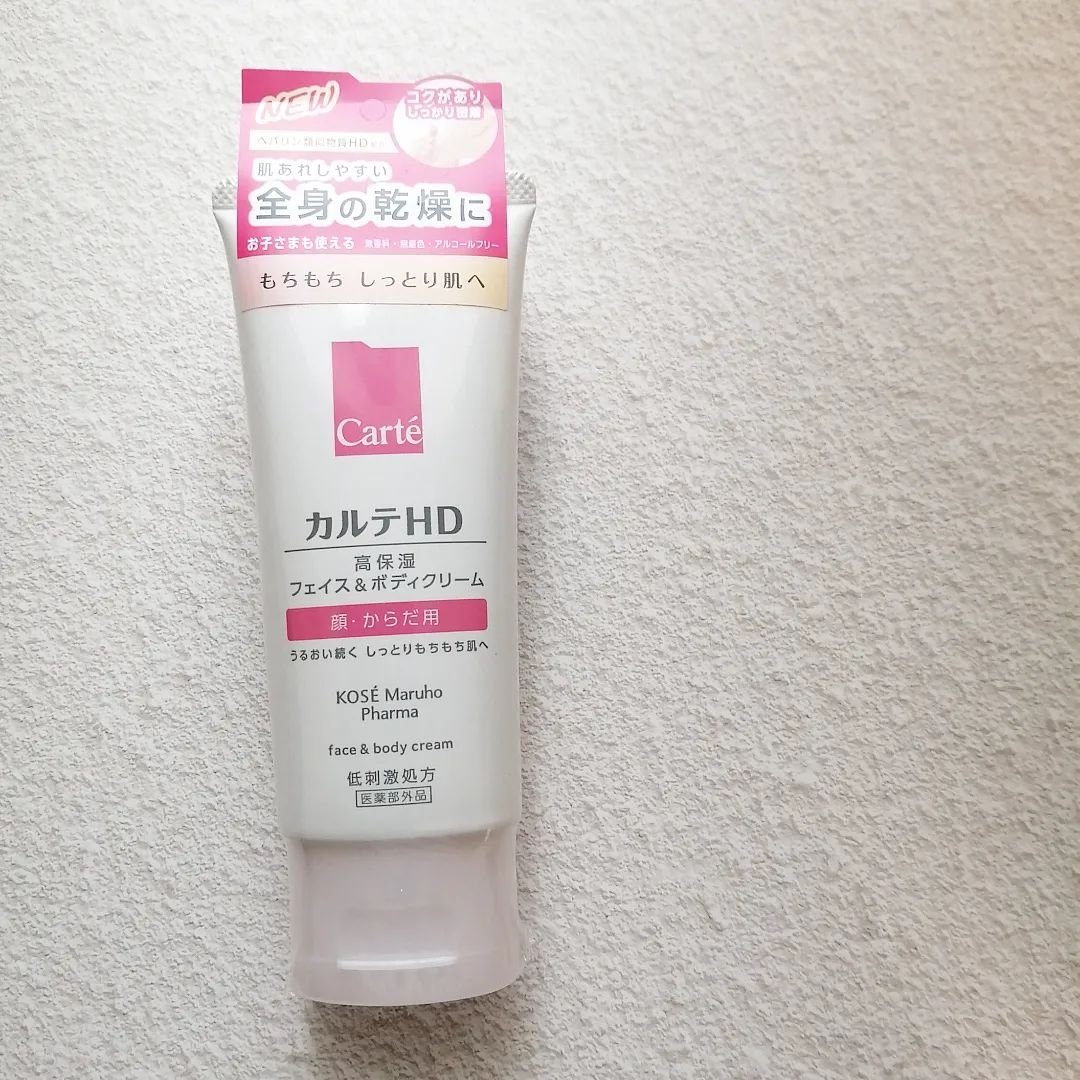 NEW
コクがあり
しっかり密着
ヘパリン類似物質HD配合
肌あれしやすい
全身の乾燥に
お子さまも使える 無香料・無着色・アルコールフリー
もちもち しっとり肌へ
Carté
カルテHD
高保湿
フェイス&ボディクリーム
顔・からだ用
うるおい続く しっとりもちもち肌へ
KOSÉ Maruho
Pharma
face & body cream
低刺激処方
医薬部外品